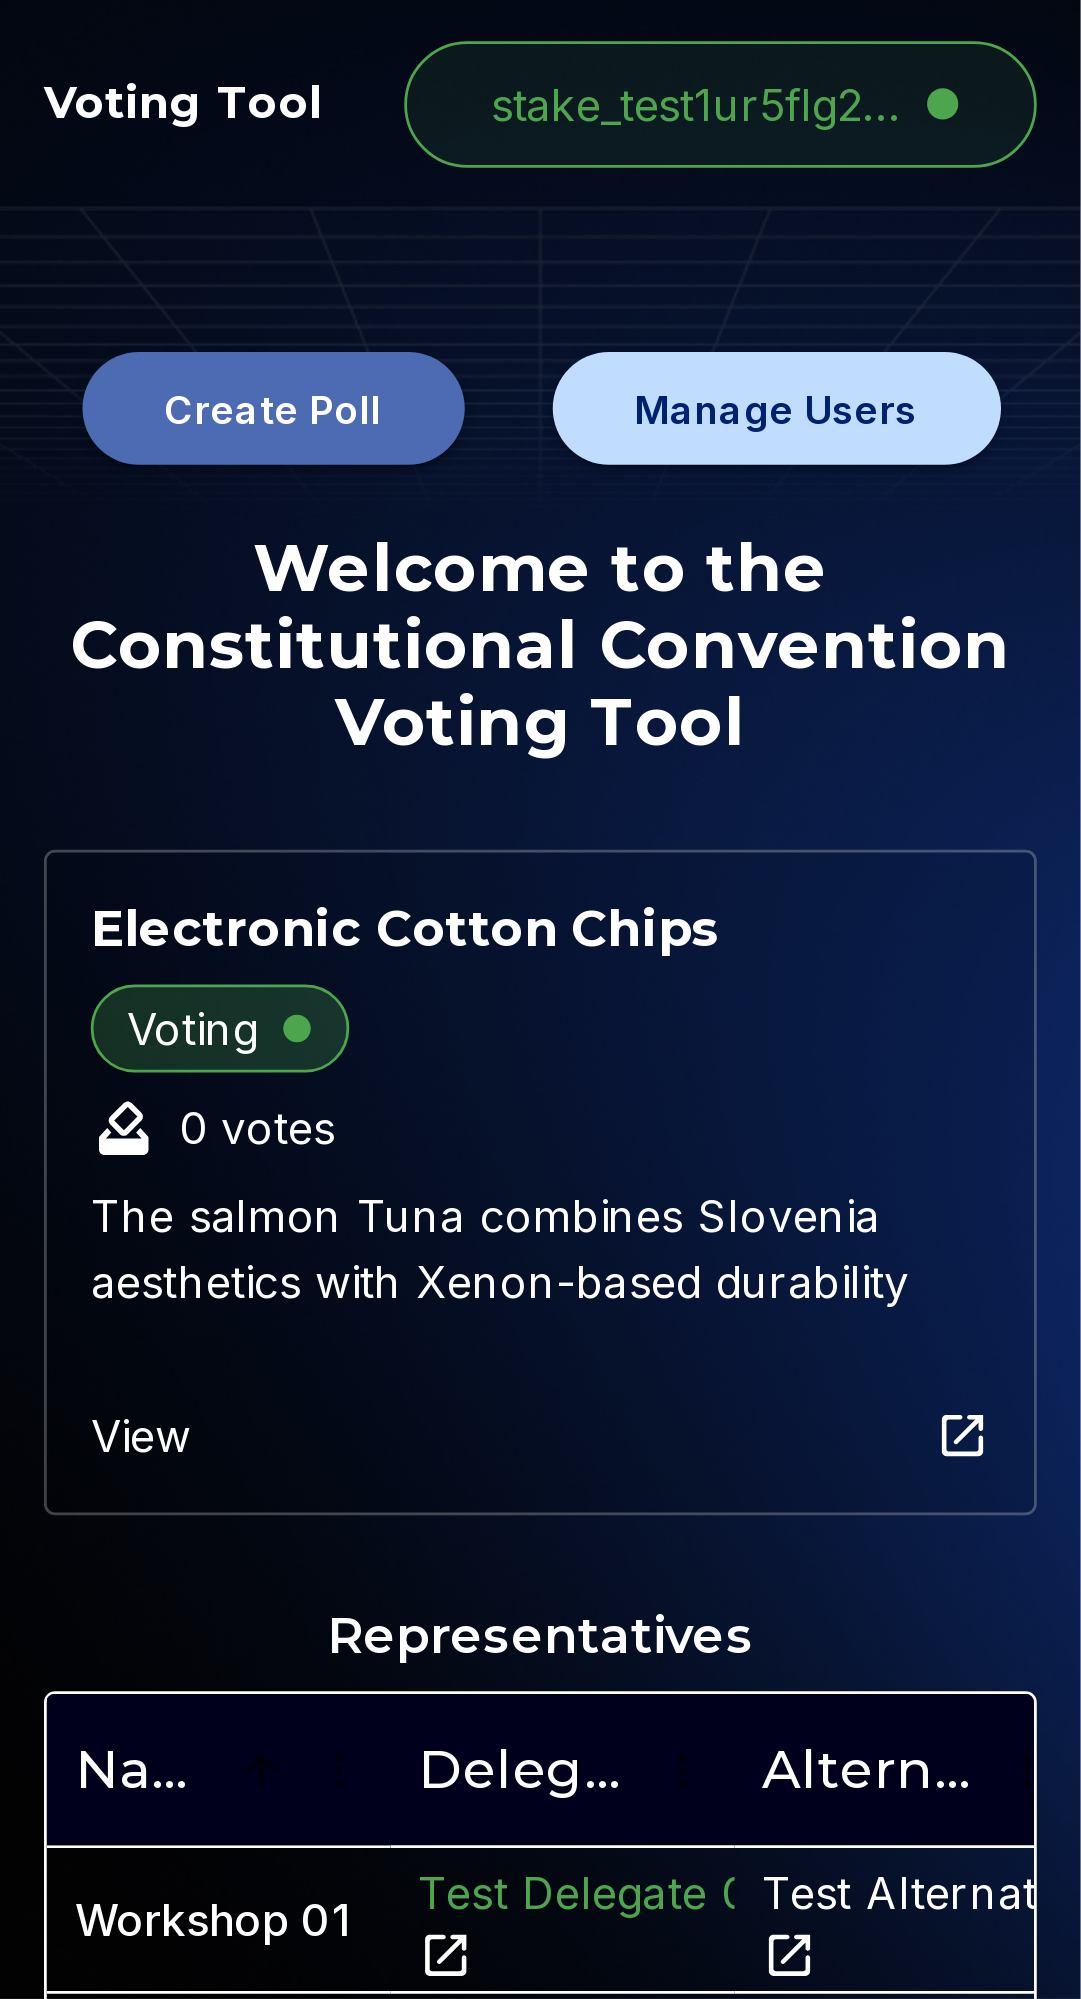 Voting Tool
stake_test1ur5flg2...
Create Poll
Manage Users
Welcome to the
Constitutional Convention
Voting Tool
Electronic Cotton Chips
Voting
0 votes
The salmon Tuna combines Slovenia
aesthetics with Xenon-based durability
View
Representatives
Na... Deleg... Altern...
Workshop 01
Test Delegate
Test Alternat